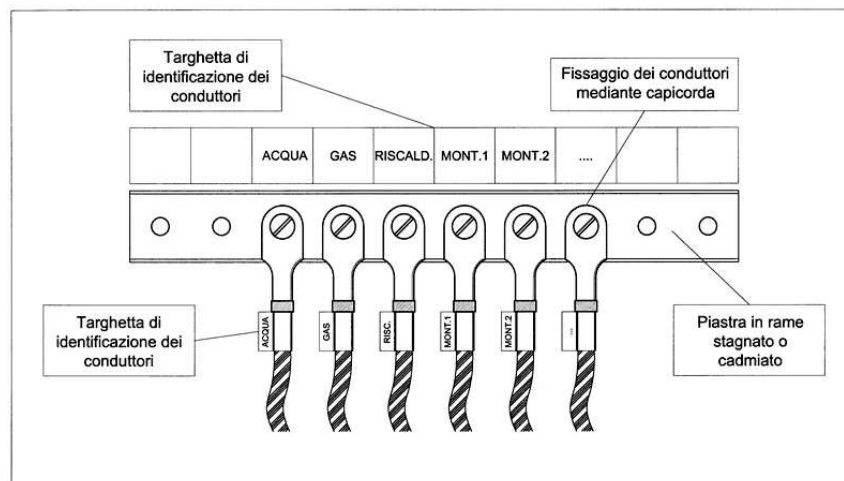 Targhetta di
identificazione dei
conduttori
Fissaggio dei conduttori
mediante capicorda
ACQUA GAS RISCALD. MONT.1 MONT.2 ....
Targhetta di
identificazione dei
conduttori
ACQUA
GAS
RISC.
MONT.1
MONT.2
...
Piastra in rame
stagnato o
cadmiato